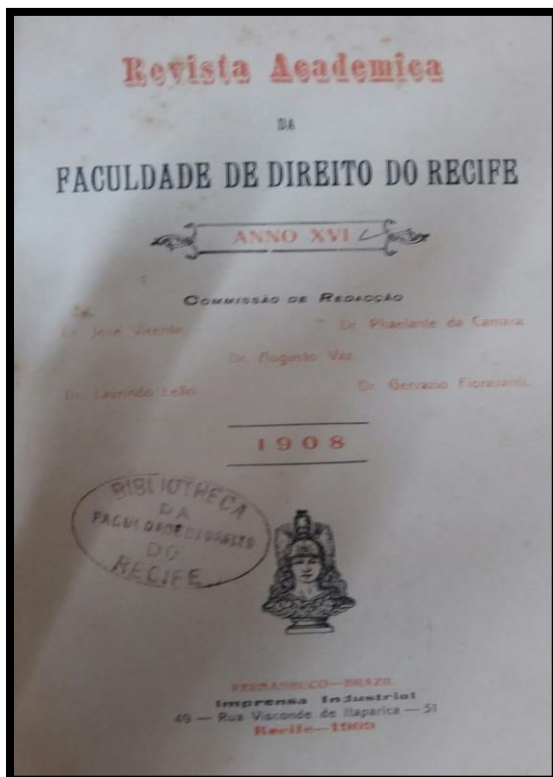 Revista Academica
DA
FACULDADE DE DIREITO DO RECIFE
ANNO XVI
COMMISSÃO DE REDACÇÃO
Dr. José Vicente Dr. Phaelante da Camara
Dr. Augusto Vaz
Dr. Laurindo Leão Dr. Gervazio Fioravanti
1908
BIBLIOTHECA
DA
FACULDADE DE DIREITO
DO
RECIFE
PERNAMBUCO—BRAZIL
Imprensa Industrial
49 — Rua Visconde de Itaparica — 51
Recife—1909